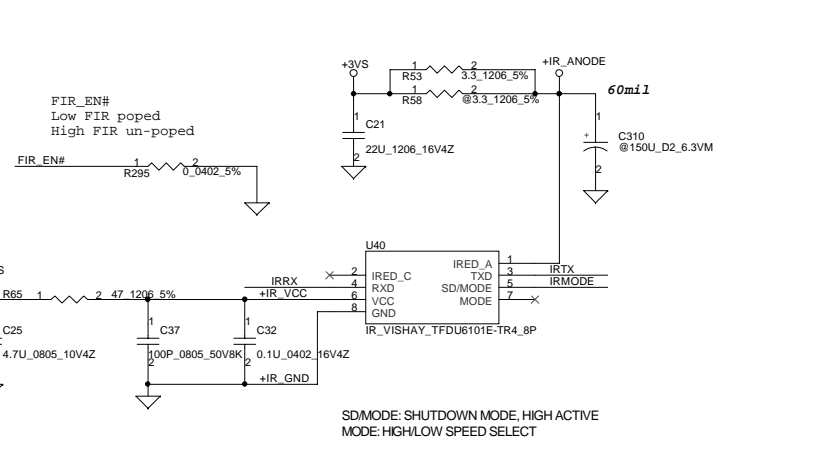 +3VS
1
2
R53
3.3_1206_5%
+IR_ANODE
1
2
R58
@3.3_1206_5%
60mil
FIR_EN#
Low FIR poped
High FIR un-poped
1
C21
2
22U_1206_16V4Z
1
+
C310
@150U_D2_6.3VM
2
FIR_EN#
1
2
R295
0_0402_5%
U40
2
IRED_C
IRED_A
1
IRRX
4
RXD
TXD
3
IRTX
+IR_VCC
6
VCC
SD/MODE
5
IRMODE
8
GND
MODE
7
IR_VISHAY_TFDU6101E-TR4_8P
S
R65
1
2
47_1206_5%
C25
4.7U_0805_10V4Z
1
C37
2
100P_0805_50V8K
1
C32
2
0.1U_0402_16V4Z
+IR_GND
SD/MODE: SHUTDOWN MODE, HIGH ACTIVE
MODE: HIGH/LOW SPEED SELECT